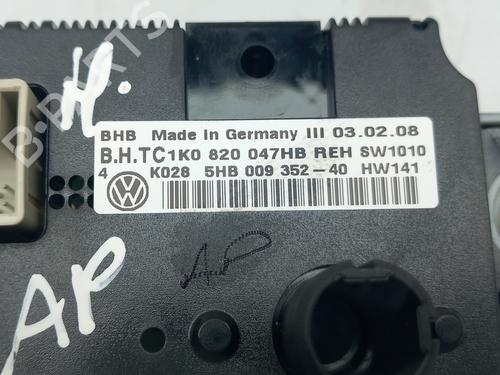 AP.
BHB Made in Germany III 03.02.08
B.H.TC1K0 820 047HB REH SW1010
4 K028 5HB 009 352-40 HW141
AP
AP
B-PARTS